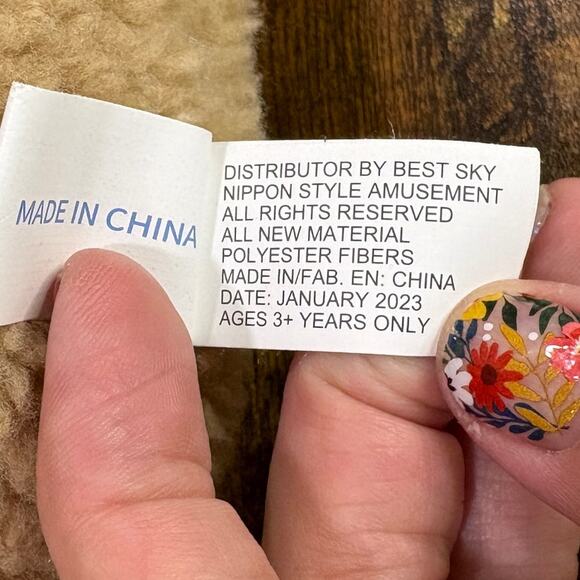 MADE IN CHINA
DISTRIBUTOR BY BEST SKY
NIPPON STYLE AMUSEMENT
ALL RIGHTS RESERVED
ALL NEW MATERIAL
POLYESTER FIBERS
MADE IN/FAB. EN: CHINA
DATE: JANUARY 2023
AGES 3+ YEARS ONLY